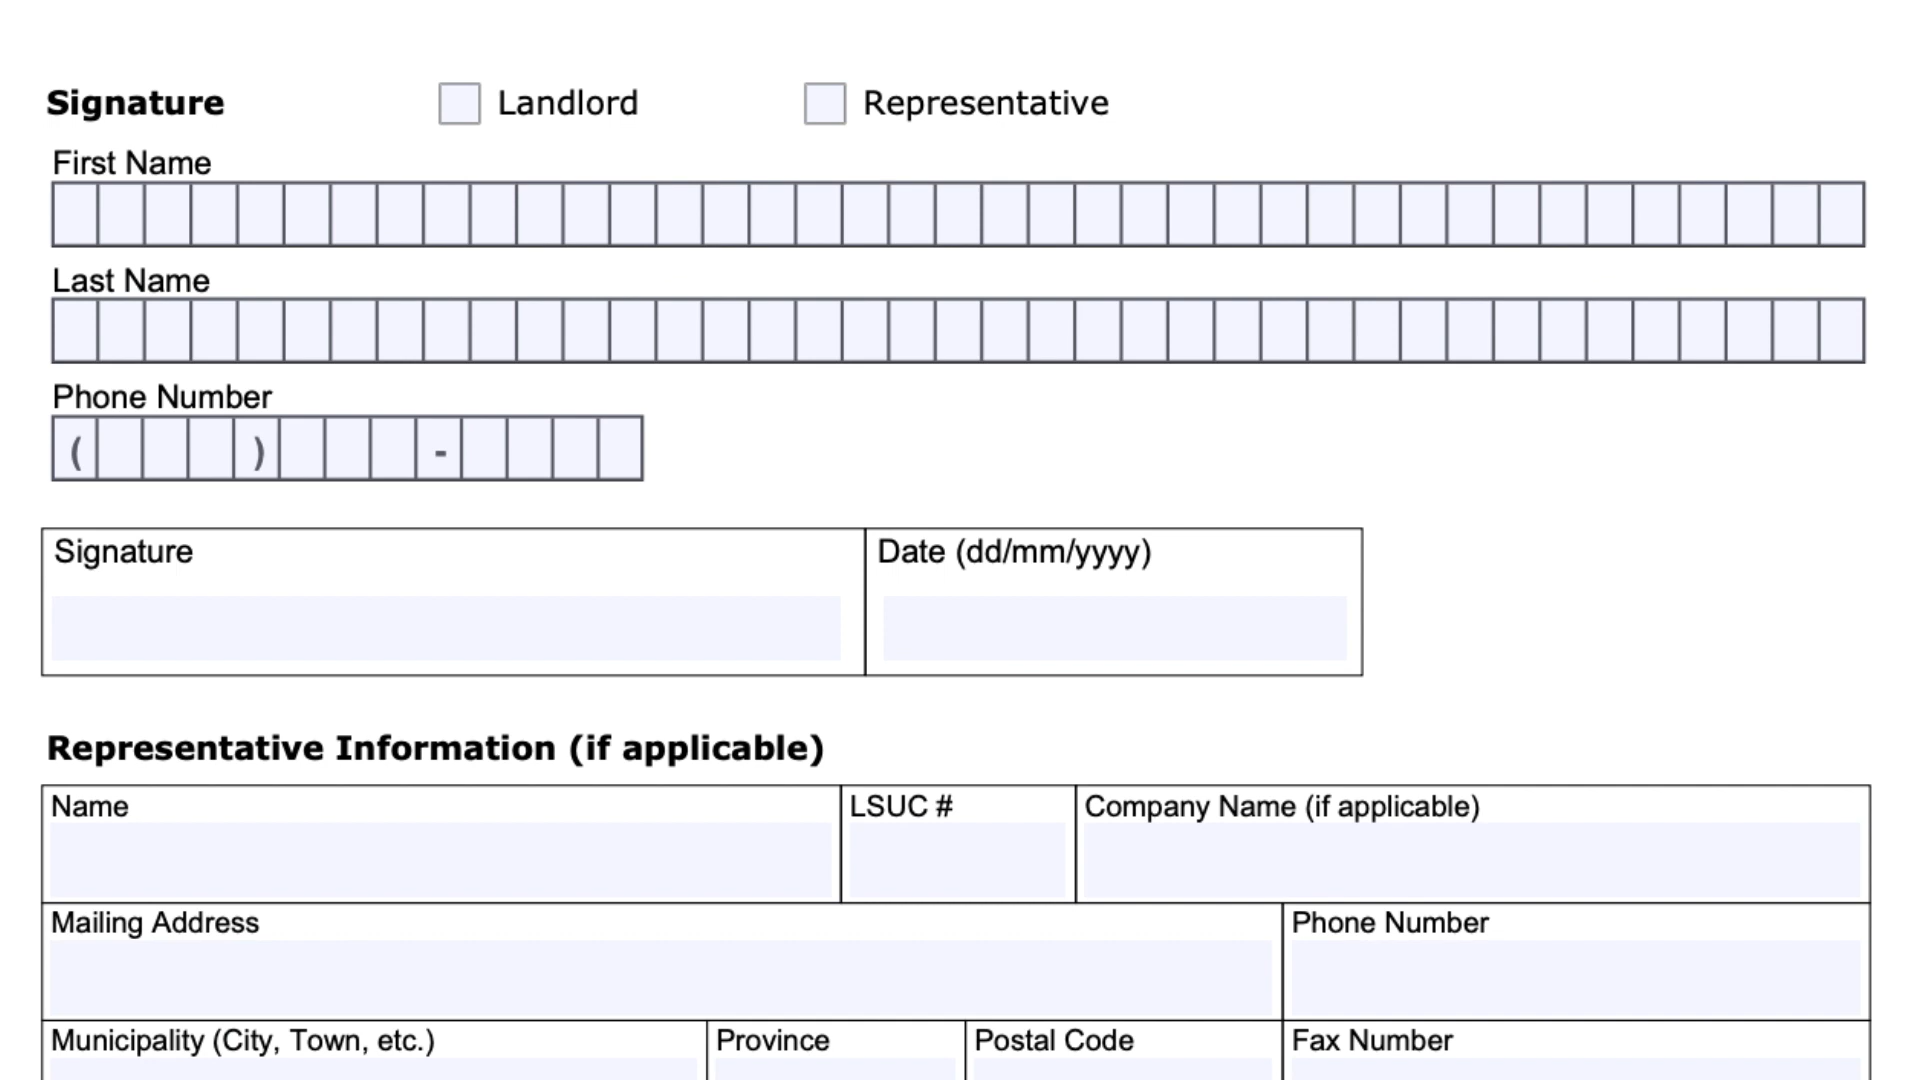 Signature Landlord Representative
First Name
Last Name
Phone Number
( ) -
Signature Date (dd/mm/yyyy)
Representative Information (if applicable)
Name LSUC # Company Name (if applicable)
Mailing Address Phone Number
Municipality (City, Town, etc.) Province Postal Code Fax Number